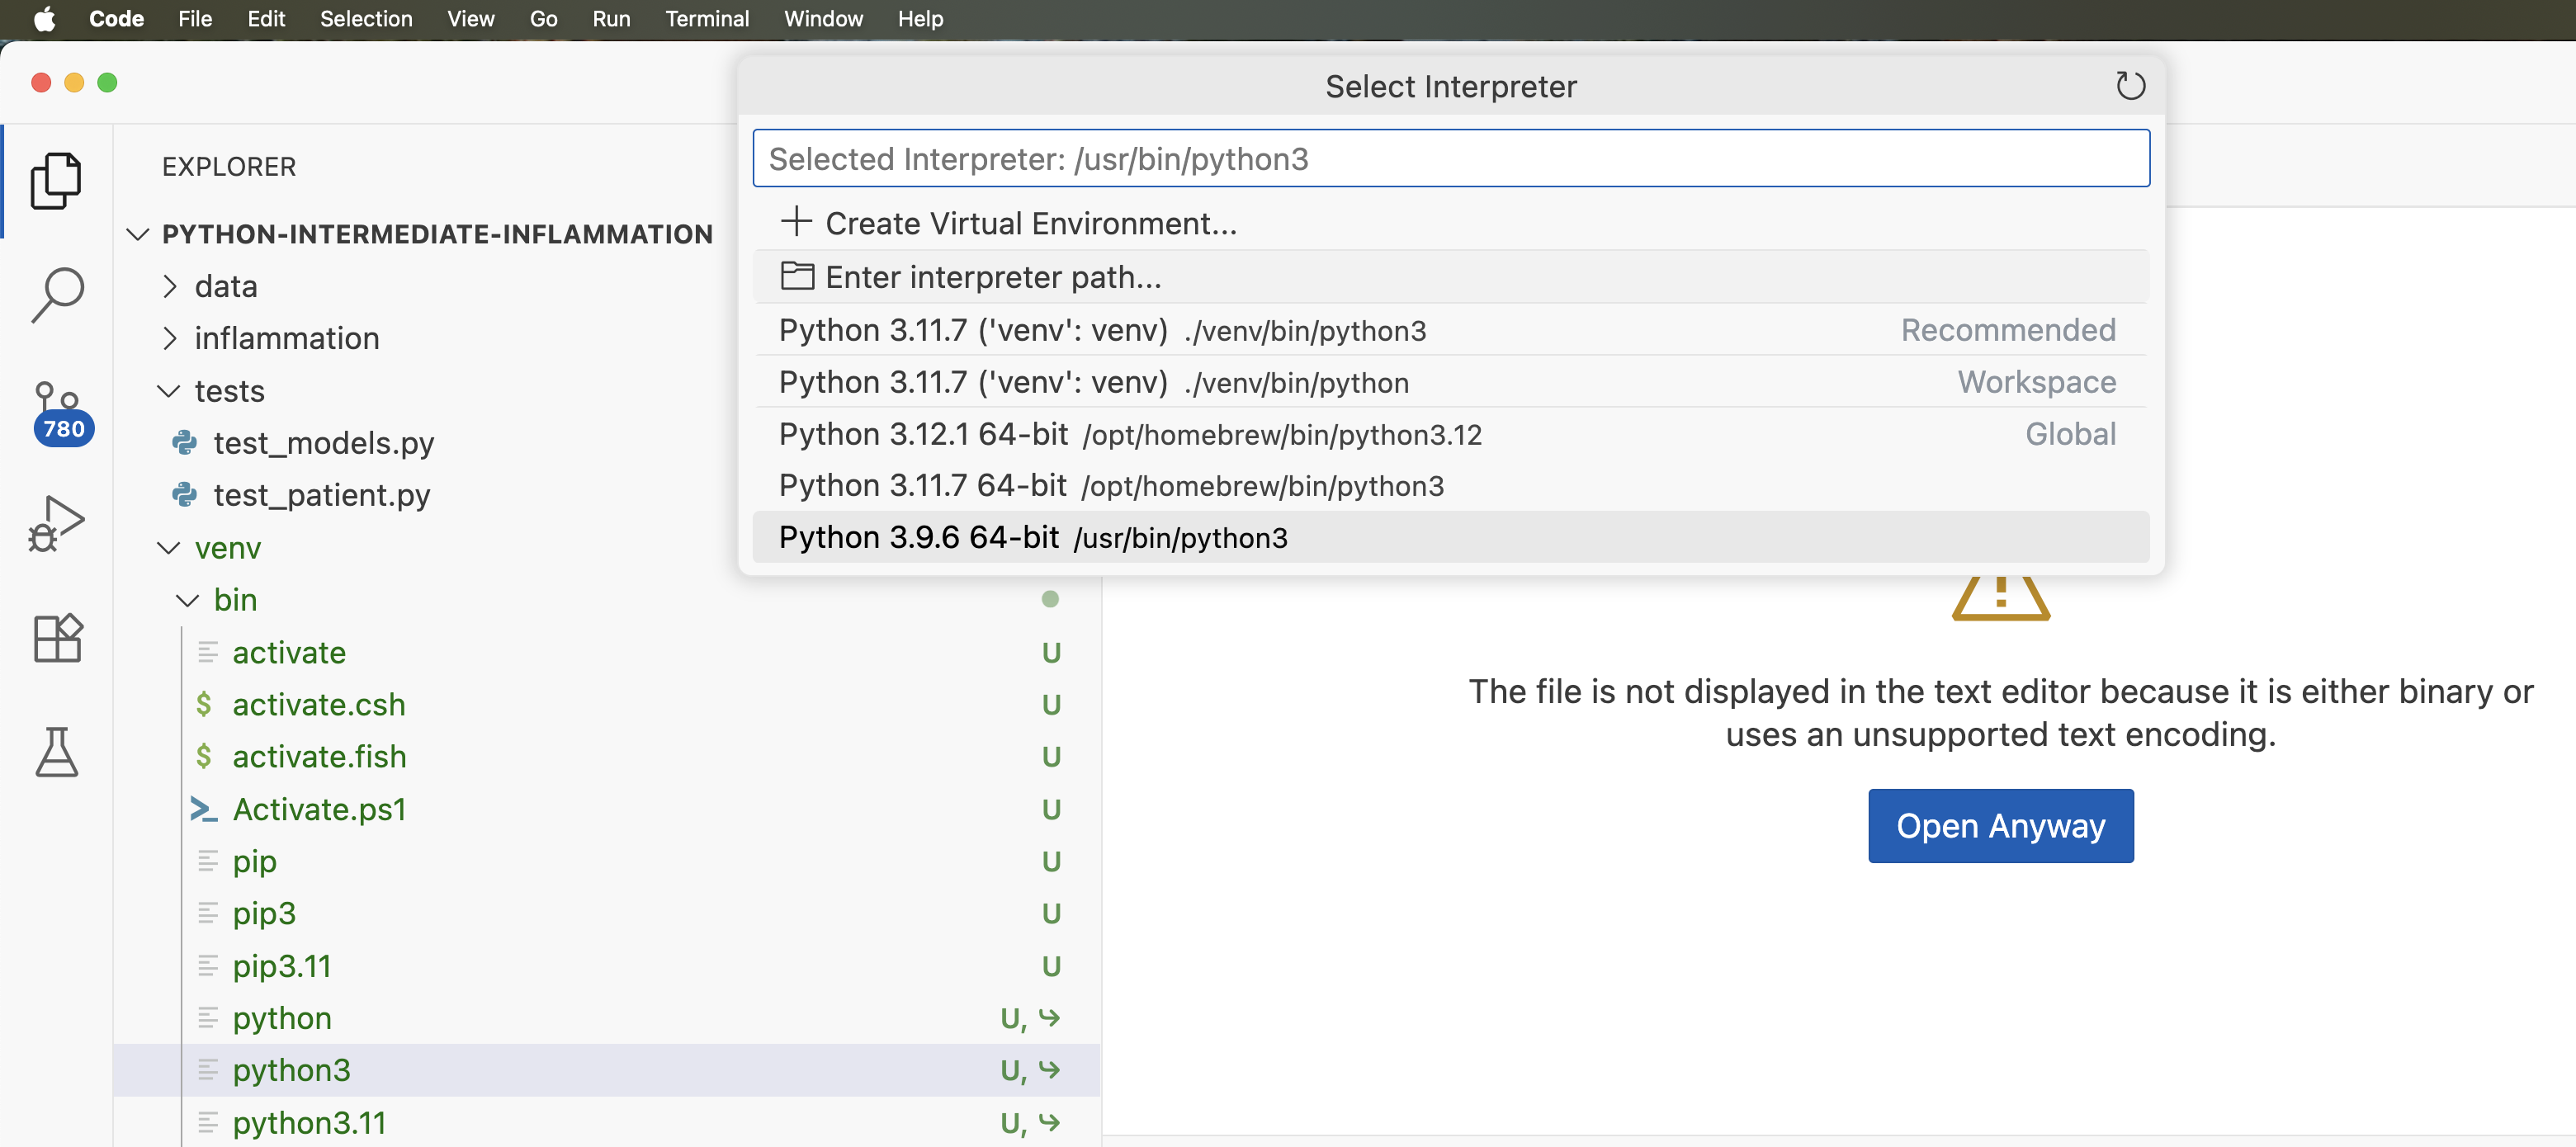 Code File Edit Selection View Go Run Terminal Window Help
Select Interpreter
Selected Interpreter: /usr/bin/python3
Create Virtual Environment...
Enter interpreter path...
Python 3.11.7 ('venv': venv) ./venv/bin/python3 Recommended
Python 3.11.7 ('venv': venv) ./venv/bin/python Workspace
Python 3.12.1 64-bit /opt/homebrew/bin/python3.12 Global
Python 3.11.7 64-bit /opt/homebrew/bin/python3
Python 3.9.6 64-bit /usr/bin/python3
780
EXPLORER
PYTHON-INTERMEDIATE-INFLAMMATION
data
inflammation
tests
test_models.py
test_patient.py
venv
bin
activate U
$ activate.csh U
$ activate.fish U
Activate.ps1 U
pip U
pip3 U
pip3.11 U
python U,
python3 U,
python3.11 U,
The file is not displayed in the text editor because it is either binary or
uses an unsupported text encoding.
Open Anyway